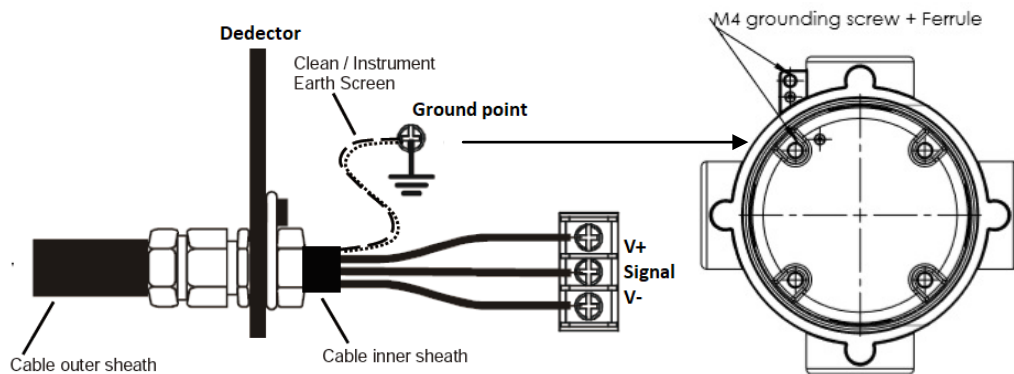 M4 grounding screw + Ferrule
Dedector
Clean / Instrument
Earth Screen
Ground point
V+
Signal
V-
Cable outer sheath
Cable inner sheath